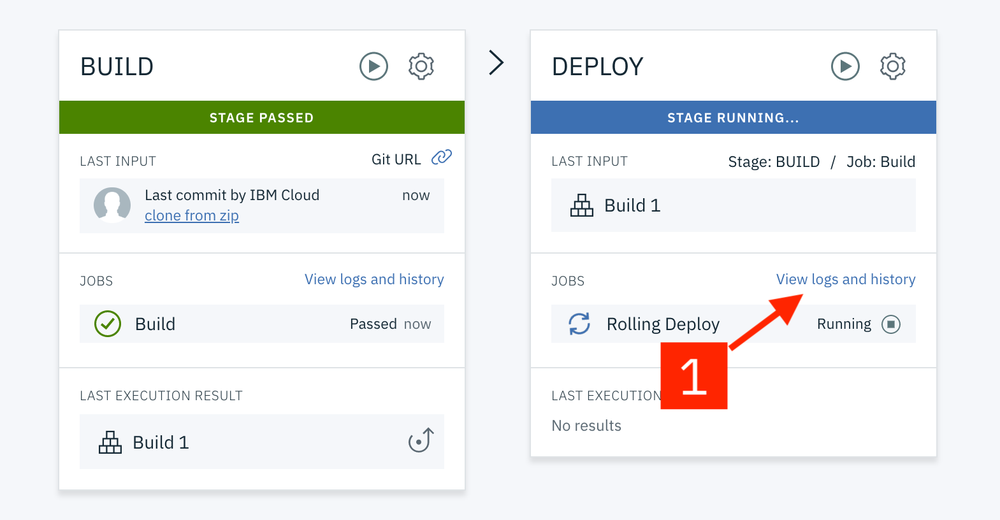 BUILD
STAGE PASSED
LAST INPUT
Git URL
Last commit by IBM Cloud
now
clone from zip
JOBS
View logs and history
Build
Passed now
LAST EXECUTION RESULT
Build 1
DEPLOY
STAGE RUNNING...
LAST INPUT
Stage: BUILD / Job: Build
Build 1
JOBS
View logs and history
Rolling Deploy
Running
1
LAST EXECUTION
No results